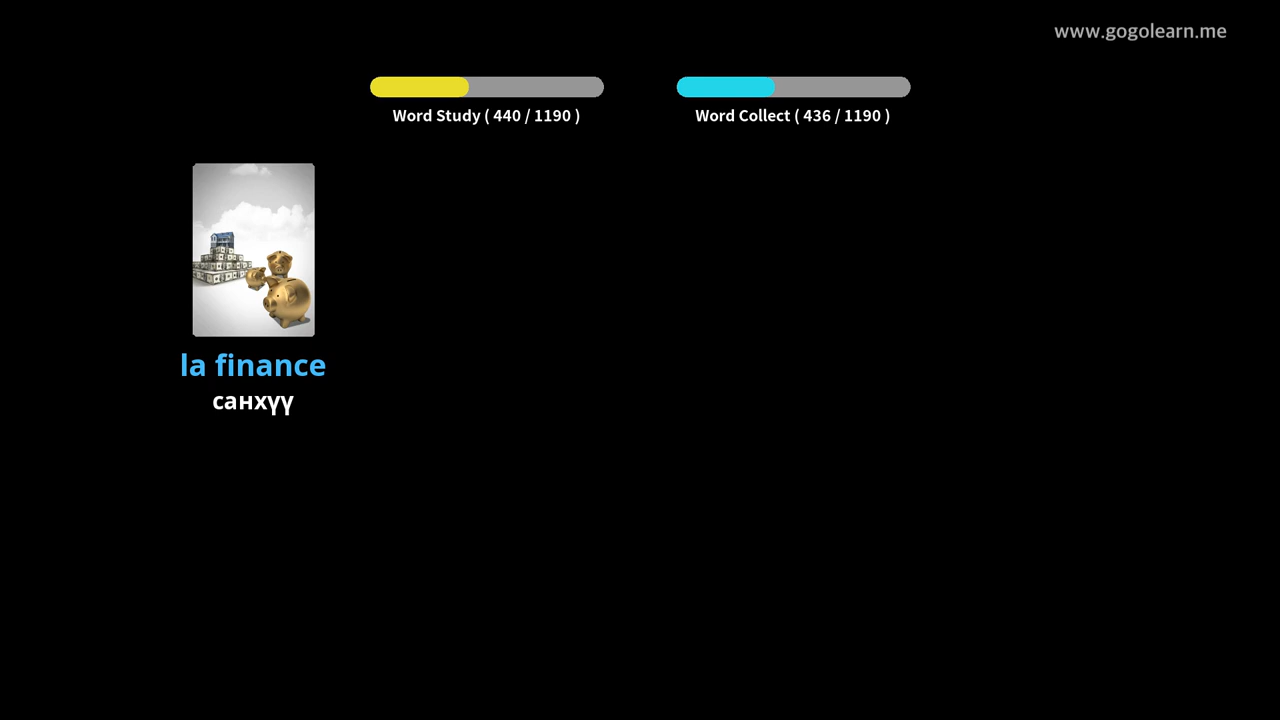 www.gogolearn.me
Word Study ( 440 / 1190 )
Word Collect ( 436 / 1190 )
la finance
санхүү